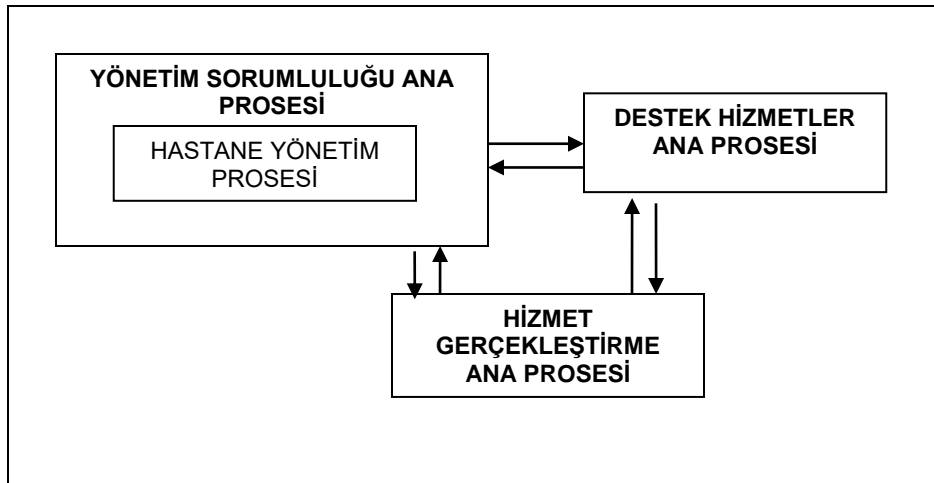 YÖNETİM SORUMLULUĞU ANA
PROSESİ
HASTANE YÖNETİM
PROSESİ
DESTEK HİZMETLER
ANA PROSESİ
HİZMET
GERÇEKLEŞTİRME
ANA PROSESİ